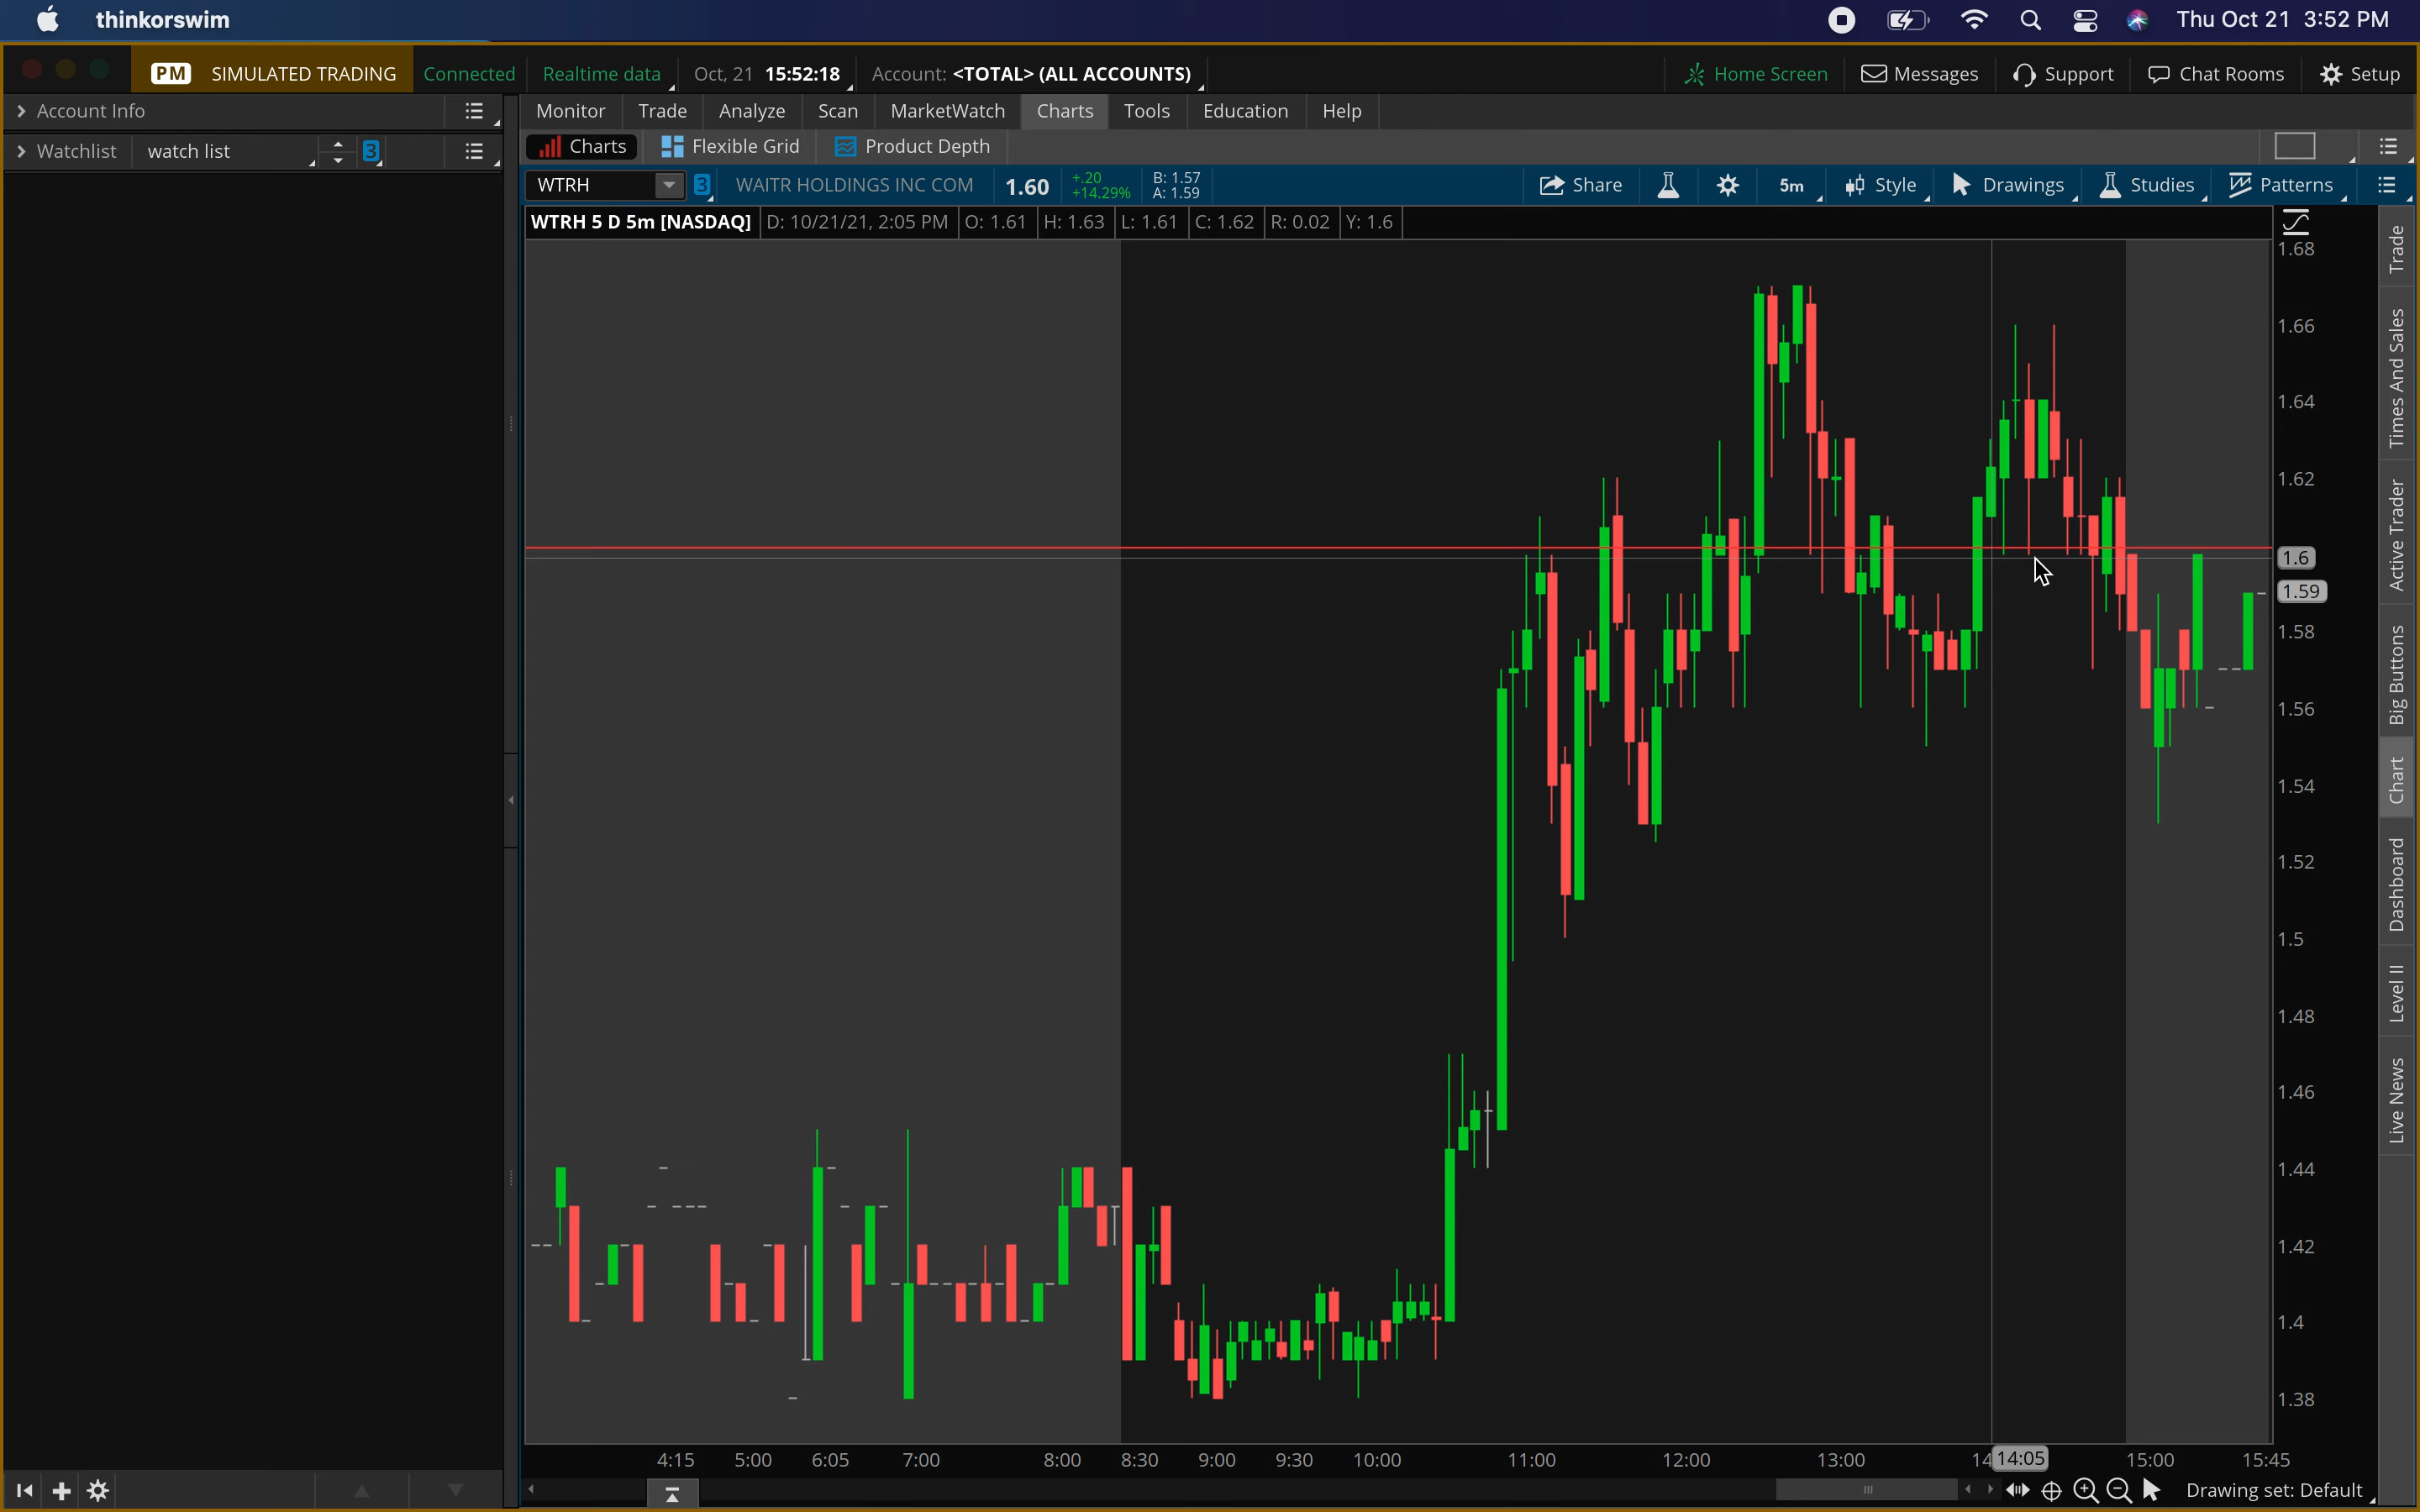 thinkorswim
Thu Oct 21 3:52 PM
PM SIMULATED TRADING Connected Realtime data Oct, 21 15:52:18 Account: <TOTAL> (ALL ACCOUNTS) Home Screen Messages Support Chat Rooms Setup
Account Info
Monitor Trade Analyze Scan MarketWatch Charts Tools Education Help
Watchlist watch list 3
Charts Flexible Grid Product Depth
WTRH 3 WAITR HOLDINGS INC COM 1.60 +.20 +14.29% B: 1.57 A: 1.59 Share 5m Style Drawings Studies Patterns
WTRH 5 D 5m [NASDAQ] D: 10/21/21, 2:05 PM O: 1.61 H: 1.63 L: 1.61 C: 1.62 R: 0.02 Y: 1.6
1.68
1.66
1.64
1.62
1.6
1.59
1.58
1.56
1.54
1.52
1.5
1.48
1.46
1.44
1.42
1.4
1.38
Trade
Times And Sales
Active Trader
Big Buttons
Chart
Dashboard
Level II
Live News
4:15 5:00 6:05 7:00 8:00 8:30 9:00 9:30 10:00 11:00 12:00 13:00 14:05 15:00 15:45
Drawing set: Default